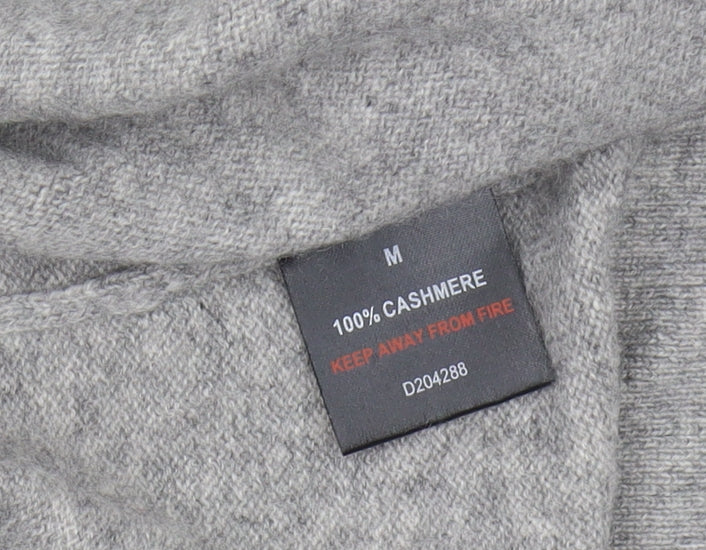 M
100% CASHMERE
KEEP AWAY FROM FIRE
D204288